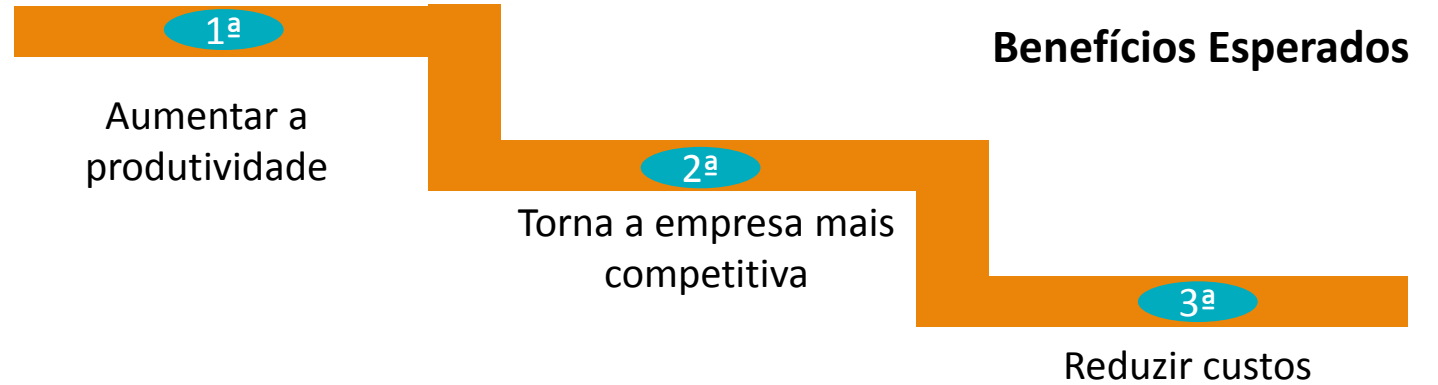 1ª
Benefícios Esperados
Aumentar a
produtividade
2ª
Torna a empresa mais
competitiva
3ª
Reduzir custos